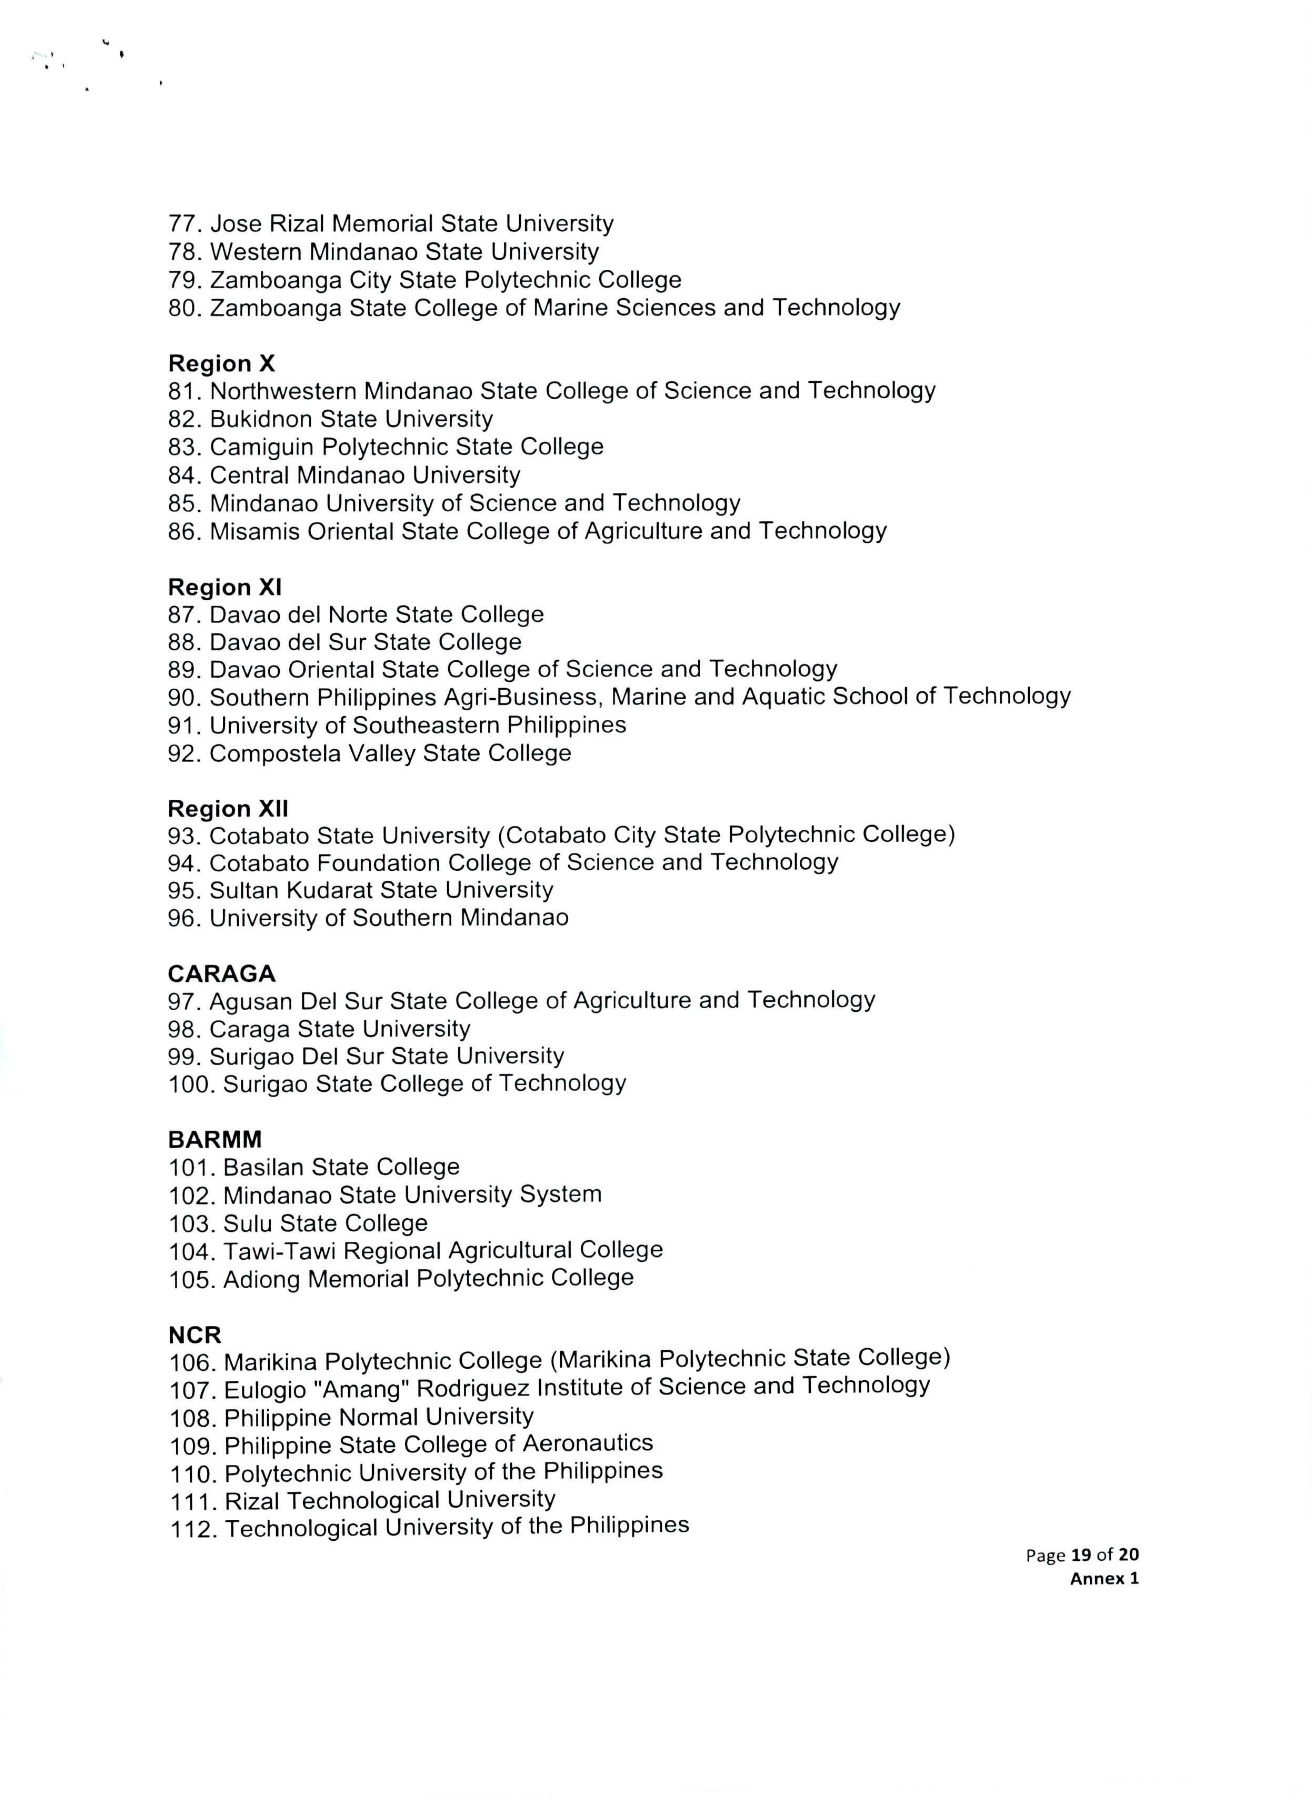 77. Jose Rizal Memorial State University
78. Western Mindanao State University
79. Zamboanga City State Polytechnic College
80. Zamboanga State College of Marine Sciences and Technology
Region X
81. Northwestern Mindanao State College of Science and Technology
82. Bukidnon State University
83. Camiguin Polytechnic State College
84. Central Mindanao University
85. Mindanao University of Science and Technology
86. Misamis Oriental State College of Agriculture and Technology
Region XI
87. Davao del Norte State College
88. Davao del Sur State College
89. Davao Oriental State College of Science and Technology
90. Southern Philippines Agri-Business, Marine and Aquatic School of Technology
91. University of Southeastern Philippines
92. Compostela Valley State College
Region XII
93. Cotabato State University (Cotabato City State Polytechnic College)
94. Cotabato Foundation College of Science and Technology
95. Sultan Kudarat State University
96. University of Southern Mindanao
CARAGA
97. Agusan Del Sur State College of Agriculture and Technology
98. Caraga State University
99. Surigao Del Sur State University
100. Surigao State College of Technology
BARMM
101. Basilan State College
102. Mindanao State University System
103. Sulu State College
104. Tawi-Tawi Regional Agricultural College
105. Adiong Memorial Polytechnic College
NCR
106. Marikina Polytechnic College (Marikina Polytechnic State College)
107. Eulogio "Amang" Rodriguez Institute of Science and Technology
108. Philippine Normal University
109. Philippine State College of Aeronautics
110. Polytechnic University of the Philippines
111. Rizal Technological University
112. Technological University of the Philippines
Page 19 of 20
Annex 1